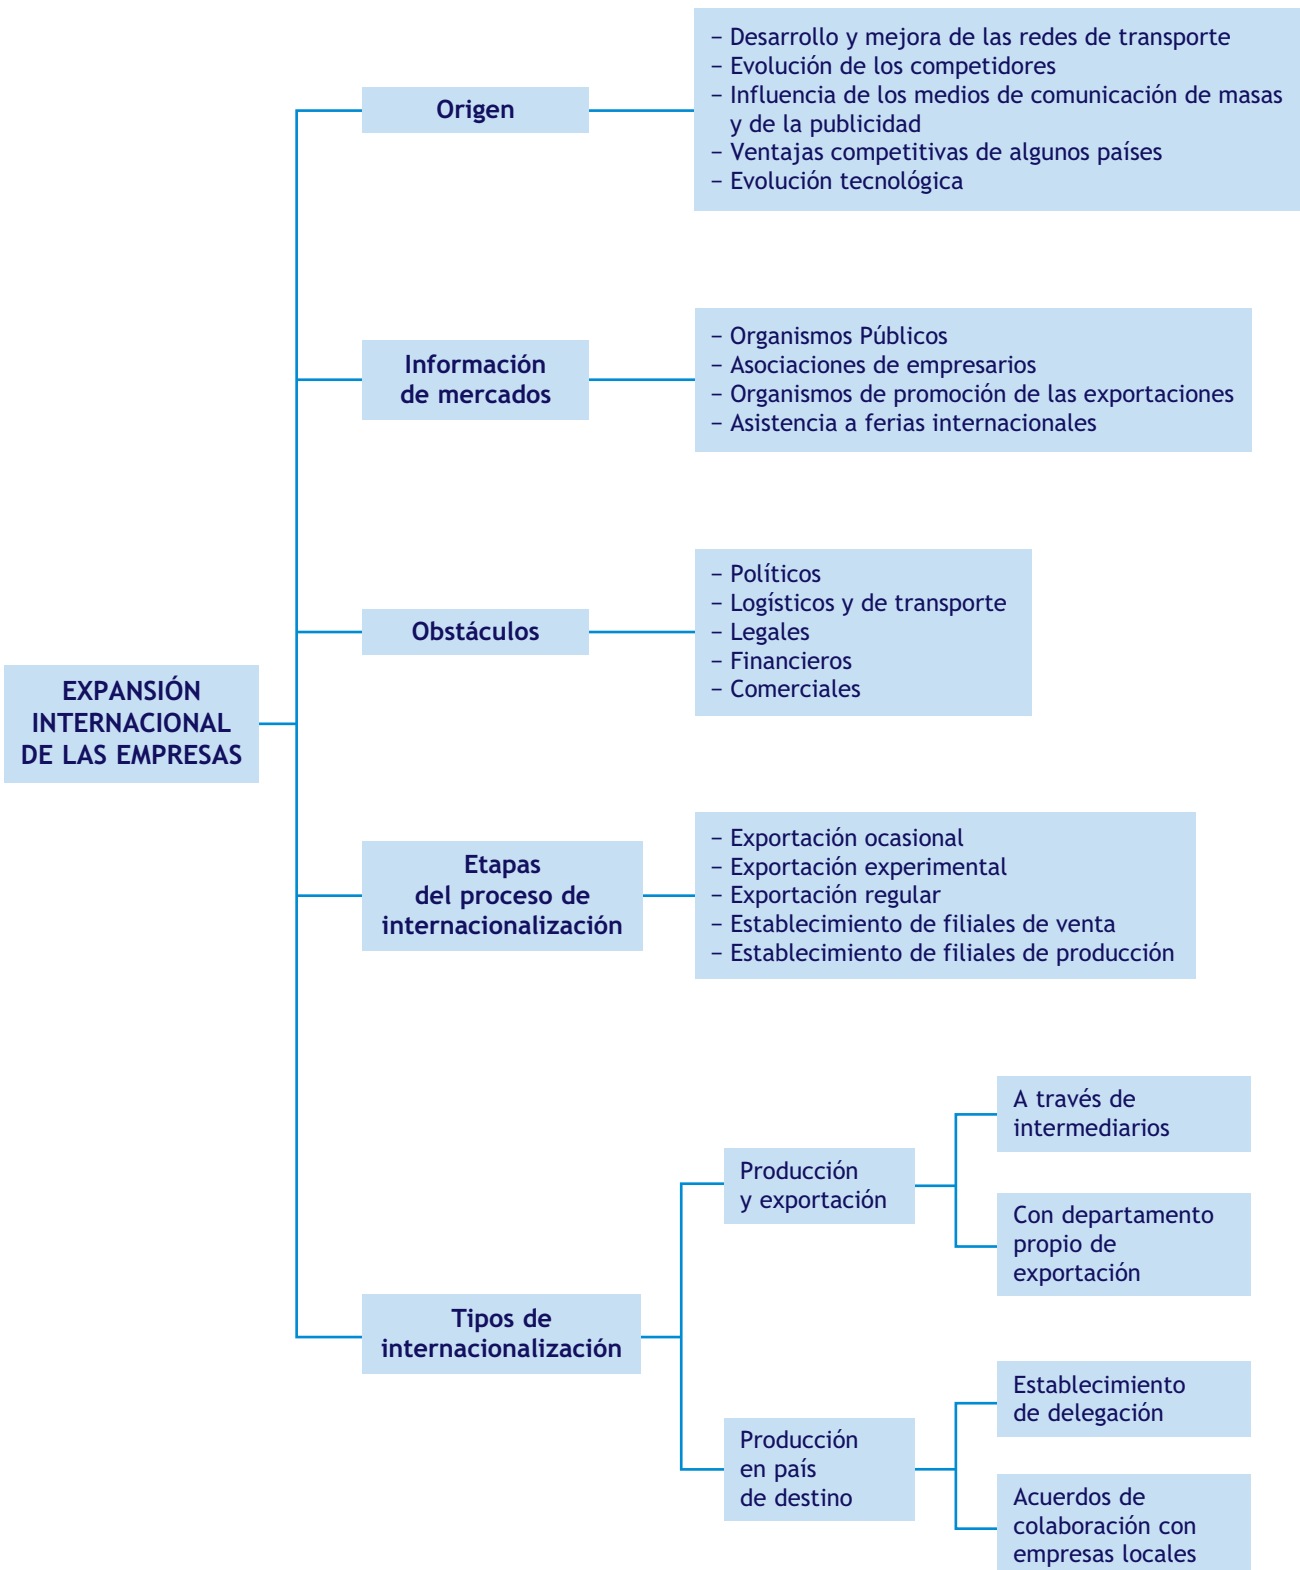 Origen
– Desarrollo y mejora de las redes de transporte
– Evolución de los competidores
– Influencia de los medios de comunicación de masas
y de la publicidad
– Ventajas competitivas de algunos países
– Evolución tecnológica
Información
de mercados
– Organismos Públicos
– Asociaciones de empresarios
– Organismos de promoción de las exportaciones
– Asistencia a ferias internacionales
Obstáculos
– Políticos
– Logísticos y de transporte
– Legales
– Financieros
– Comerciales
EXPANSIÓN
INTERNACIONAL
DE LAS EMPRESAS
Etapas
del proceso de
internacionalización
– Exportación ocasional
– Exportación experimental
– Exportación regular
– Establecimiento de filiales de venta
– Establecimiento de filiales de producción
Tipos de
internacionalización
Producción
y exportación
A través de
intermediarios
Con departamento
propio de
exportación
Producción
en país
de destino
Establecimiento
de delegación
Acuerdos de
colaboración con
empresas locales